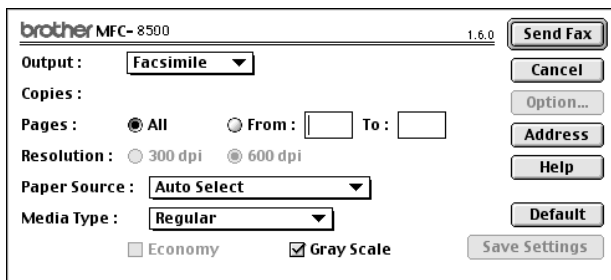 brother MFC- 8500 1.6.0
Send Fax
Output : Facsimile
Cancel
Copies :
Option...
Pages : All From : To :
Address
Resolution : 300 dpi 600 dpi
Help
Paper Source : Auto Select
Media Type : Regular
Default
Economy Gray Scale
Save Settings